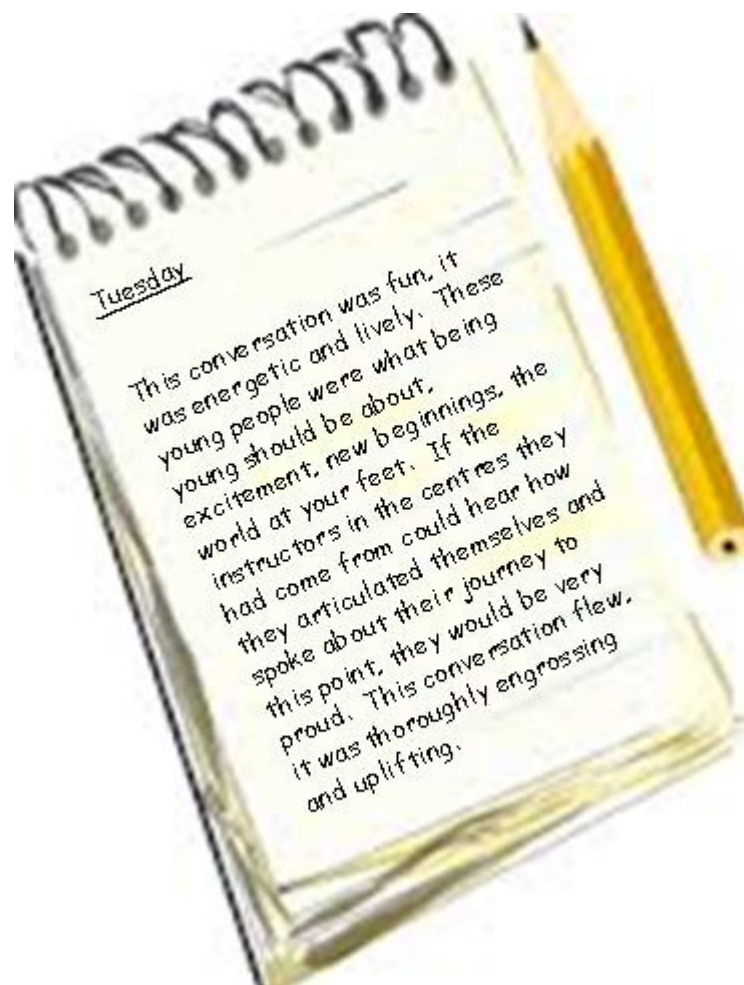 Tuesday
This conversation was fun, it
was energetic and lively. These
young people were what being
young should be about,
excitement, new beginnings, the
world at your feet. If the
instructors in the centres they
had come from could hear how
they articulated themselves and
spoke about their journey to
this point, they would be very
proud. This conversation flew,
it was thoroughly engrossing
and uplifting.